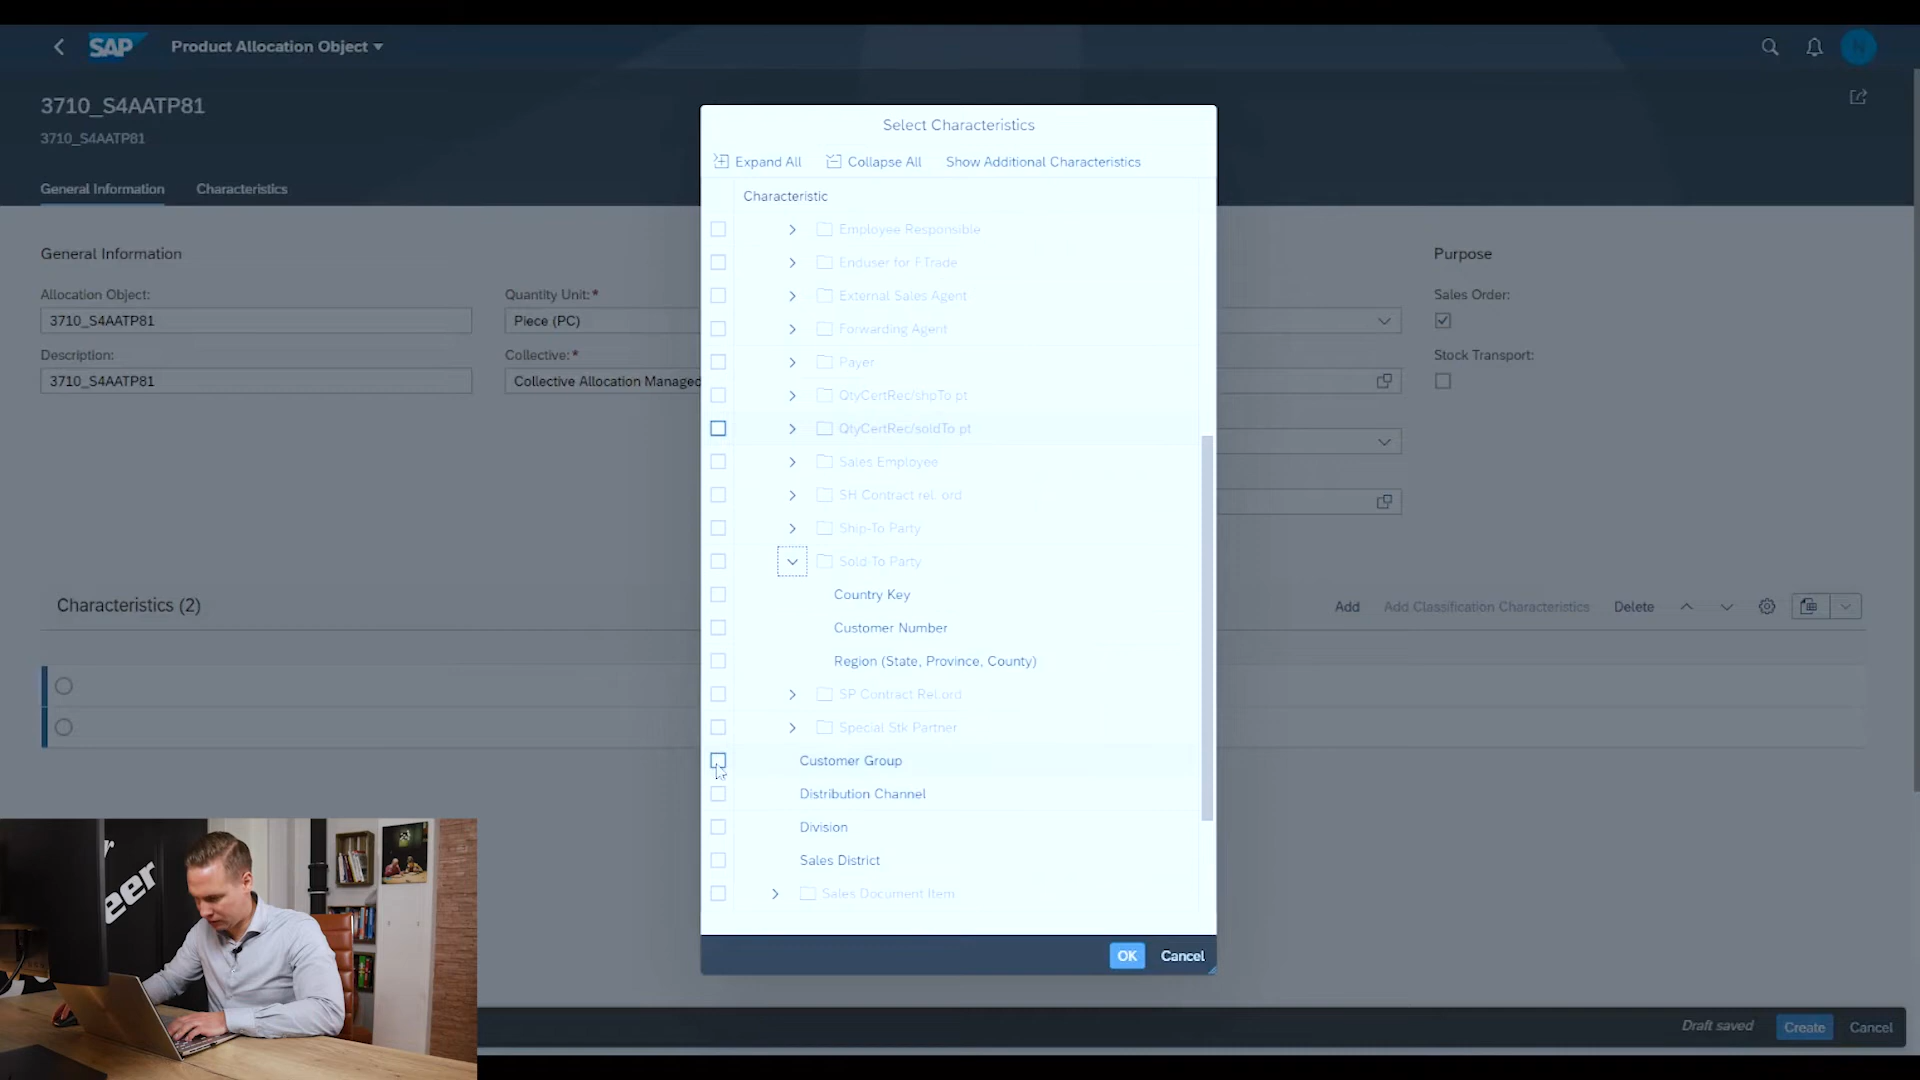 SAP Product Allocation Object
3710_S4AATP81
3710_S4AATP81
General Information Characteristics
General Information
Allocation Object:
3710_S4AATP81
Description:
3710_S4AATP81
Quantity Unit:*
Piece (PC)
Collective:*
Collective Allocation Managed
Purpose
Sales Order:
Stock Transport:
Characteristics (2)
Add Add Classification Characteristics Delete
Select Characteristics
Expand All Collapse All Show Additional Characteristics
Characteristic
Employee Responsible
Enduser for F.Trade
External Sales Agent
Forwarding Agent
Payer
QtyCertRec/shpTo pt
QtyCertRec/soldTo pt
Sales Employee
SH Contract rel. ord
Ship-To Party
Sold-To Party
Country Key
Customer Number
Region (State, Province, County)
SP Contract Rel.ord
Special Stk Partner
Customer Group
Distribution Channel
Division
Sales District
Sales Document Item
OK Cancel
Draft saved Create Cancel